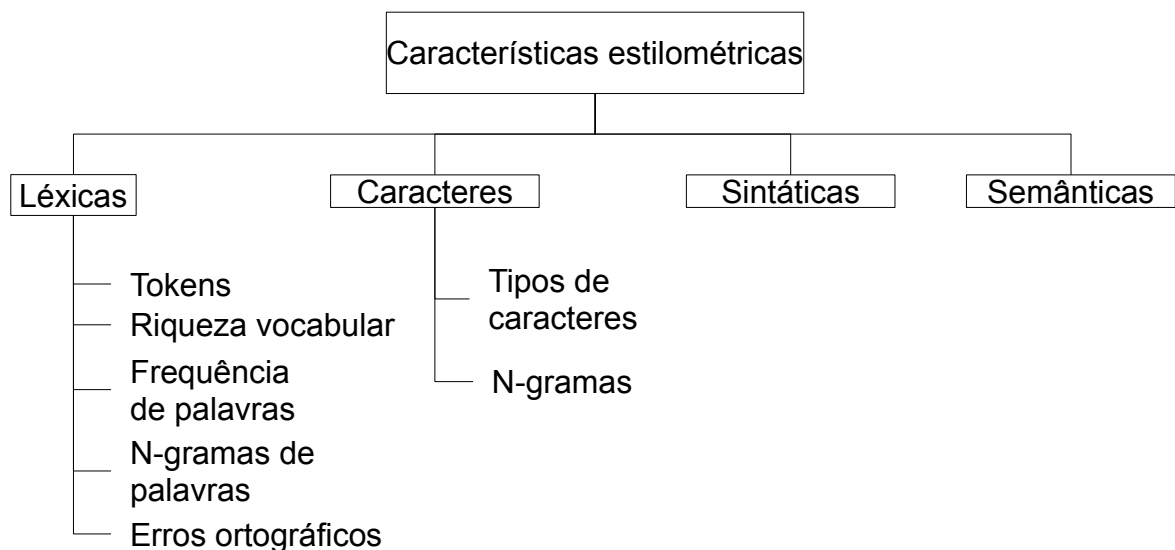 Características estilométricas
Léxicas
Caracteres
Sintáticas
Semânticas
Tokens
Riqueza vocabular
Frequência
de palavras
N-gramas de
palavras
Erros ortográficos
Tipos de
caracteres
N-gramas